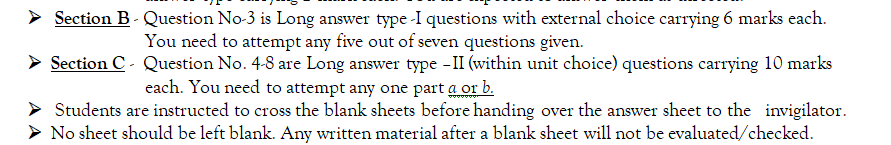 ➢ Section B - Question No-3 is Long answer type -I questions with external choice carrying 6 marks each.
You need to attempt any five out of seven questions given.
➢ Section C - Question No. 4-8 are Long answer type –II (within unit choice) questions carrying 10 marks
each. You need to attempt any one part a or b.
➢ Students are instructed to cross the blank sheets before handing over the answer sheet to the invigilator.
➢ No sheet should be left blank. Any written material after a blank sheet will not be evaluated/checked.